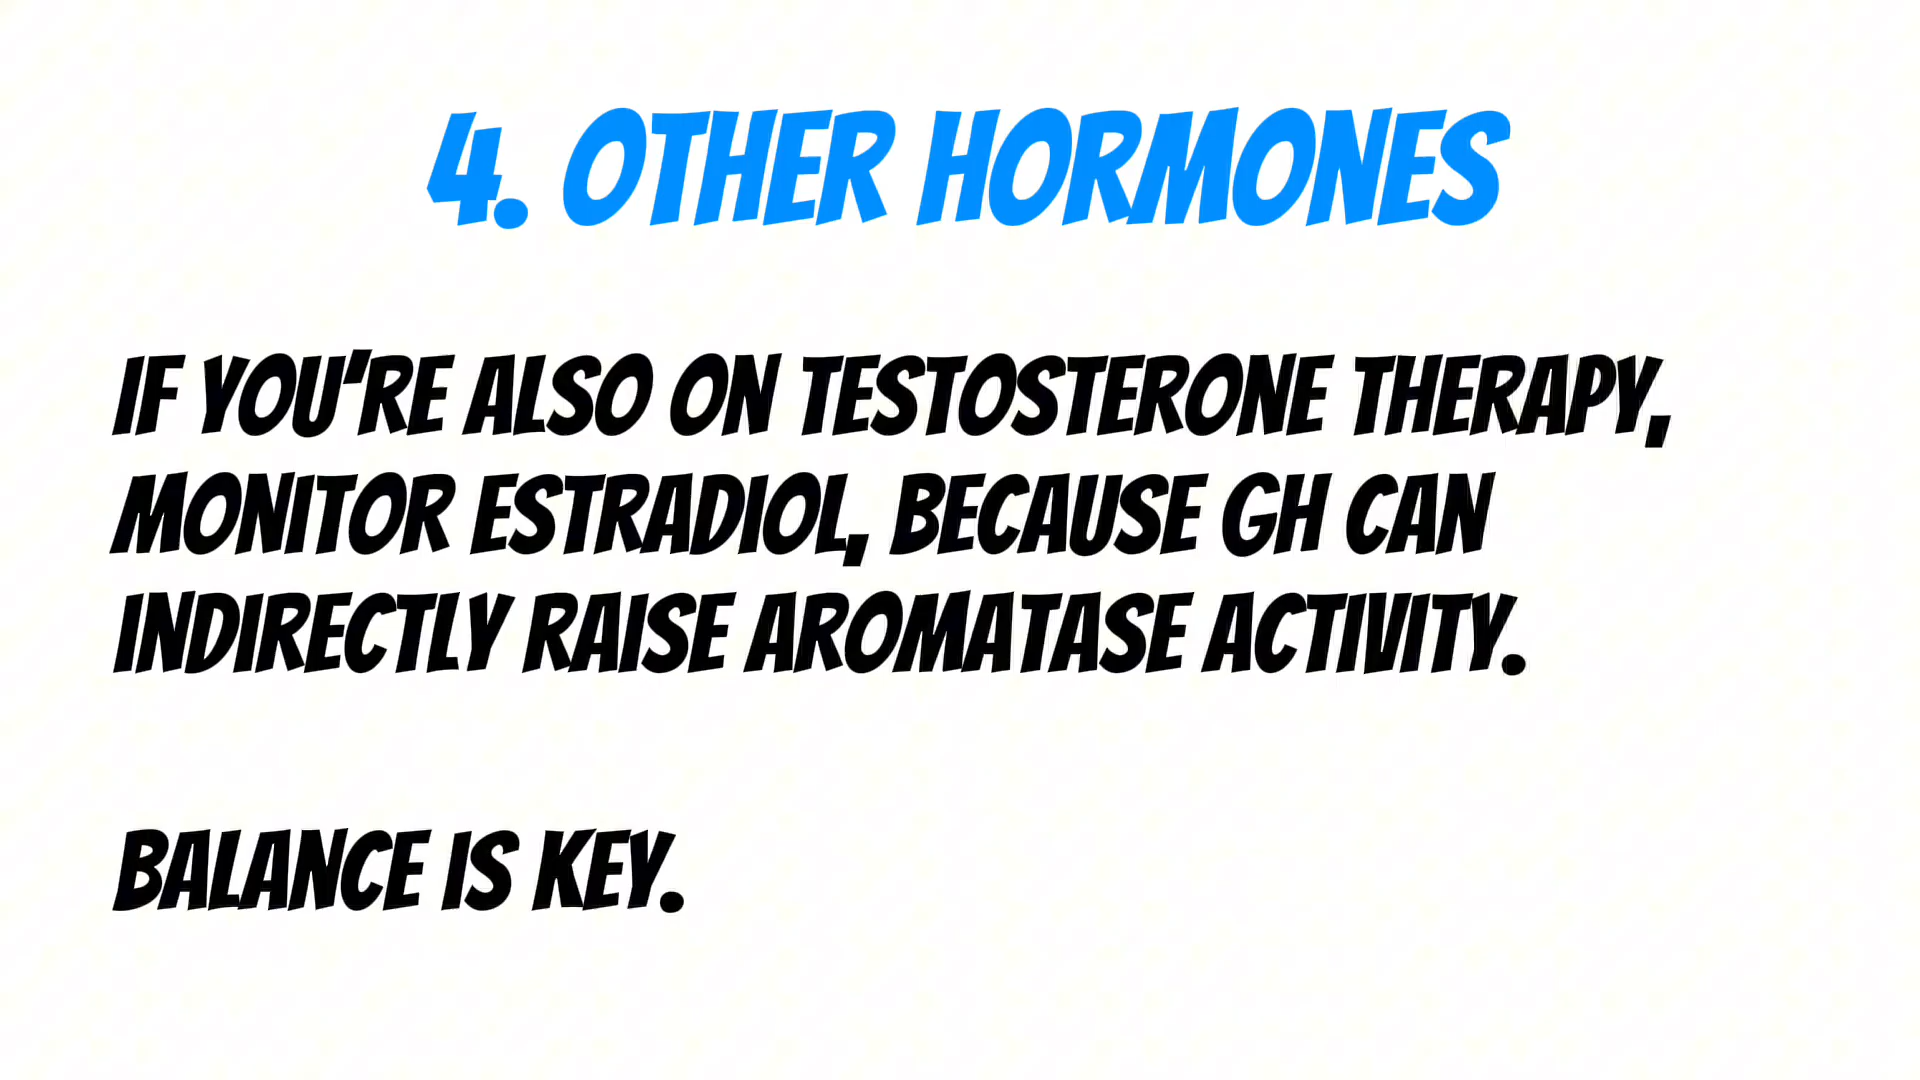 4. OTHER HORMONES
IF YOU'RE ALSO ON TESTOSTERONE THERAPY,
MONITOR ESTRADIOL, BECAUSE GH CAN
INDIRECTLY RAISE AROMATASE ACTIVITY.
BALANCE IS KEY.